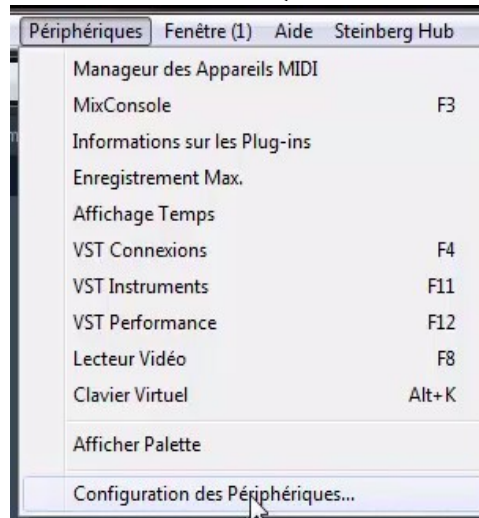 Périphériques Fenêtre (1) Aide Steinberg Hub
Manageur des Appareils MIDI
MixConsole F3
Informations sur les Plug-ins
Enregistrement Max.
Affichage Temps
VST Connexions F4
VST Instruments F11
VST Performance F12
Lecteur Vidéo F8
Clavier Virtuel Alt+K
Afficher Palette
Configuration des Périphériques...